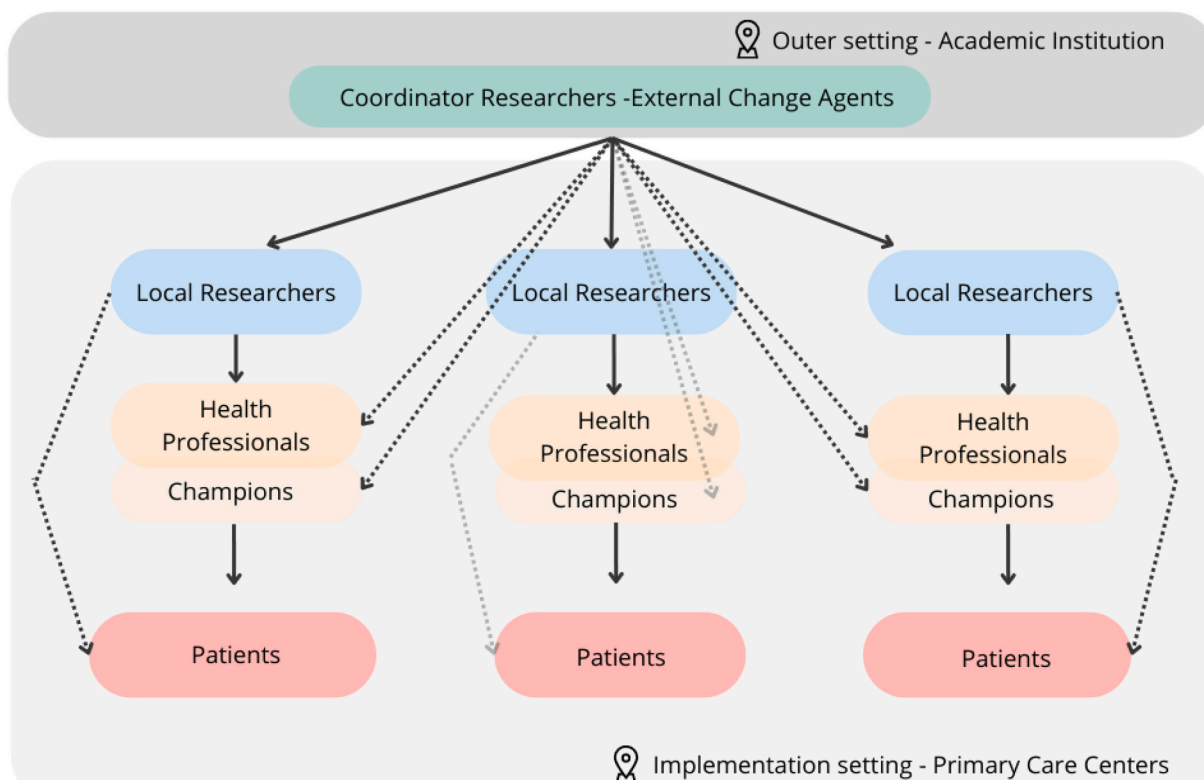 Outer setting - Academic Institution
Coordinator Researchers -External Change Agents
Local Researchers
Local Researchers
Local Researchers
Health
Professionals
Champions
Health
Professionals
Champions
Health
Professionals
Champions
Patients
Patients
Patients
Implementation setting - Primary Care Centers